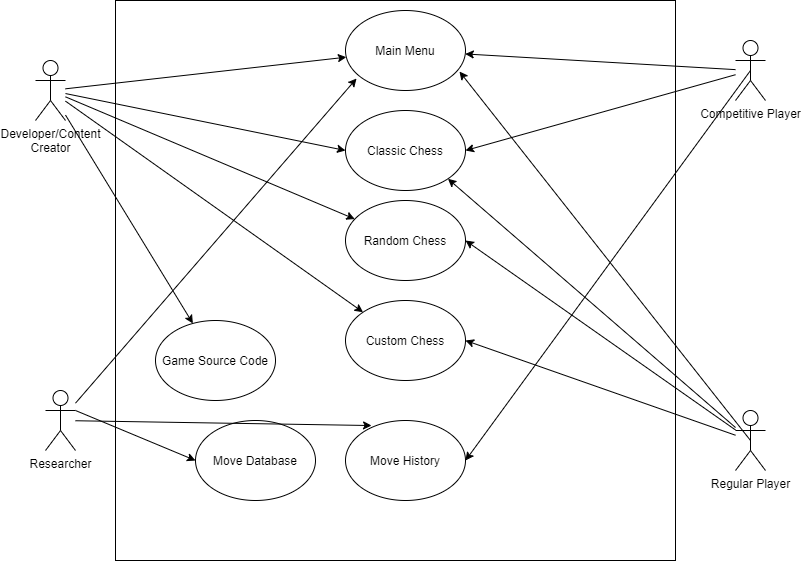 Main Menu
Competitive Player
Developer/Content
Creator
Classic Chess
Random Chess
Custom Chess
Game Source Code
Researcher
Move Database
Move History
Regular Player